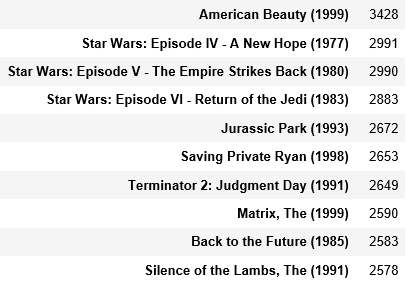 American Beauty (1999) 3428
Star Wars: Episode IV - A New Hope (1977) 2991
Star Wars: Episode V - The Empire Strikes Back (1980) 2990
Star Wars: Episode VI - Return of the Jedi (1983) 2883
Jurassic Park (1993) 2672
Saving Private Ryan (1998) 2653
Terminator 2: Judgment Day (1991) 2649
Matrix, The (1999) 2590
Back to the Future (1985) 2583
Silence of the Lambs, The (1991) 2578